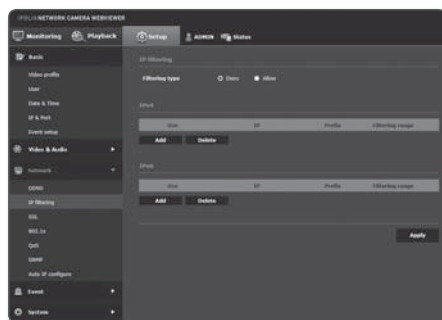 iPOLiS NETWORK CAMERA WEBVIEWER
Monitoring Playback Setup ADMIN Status
Basic
Video profile
User
Date & Time
IP & Port
Event setup
Video & Audio
Network
DDNS
IP filtering
SSL
802.1x
QoS
SNMP
Auto IP configure
Event
System
IP filtering
Filtering type Deny Allow
IPv4
Use IP Prefix Filtering range
Add Delete
IPv6
Use IP Prefix Filtering range
Add Delete
Apply